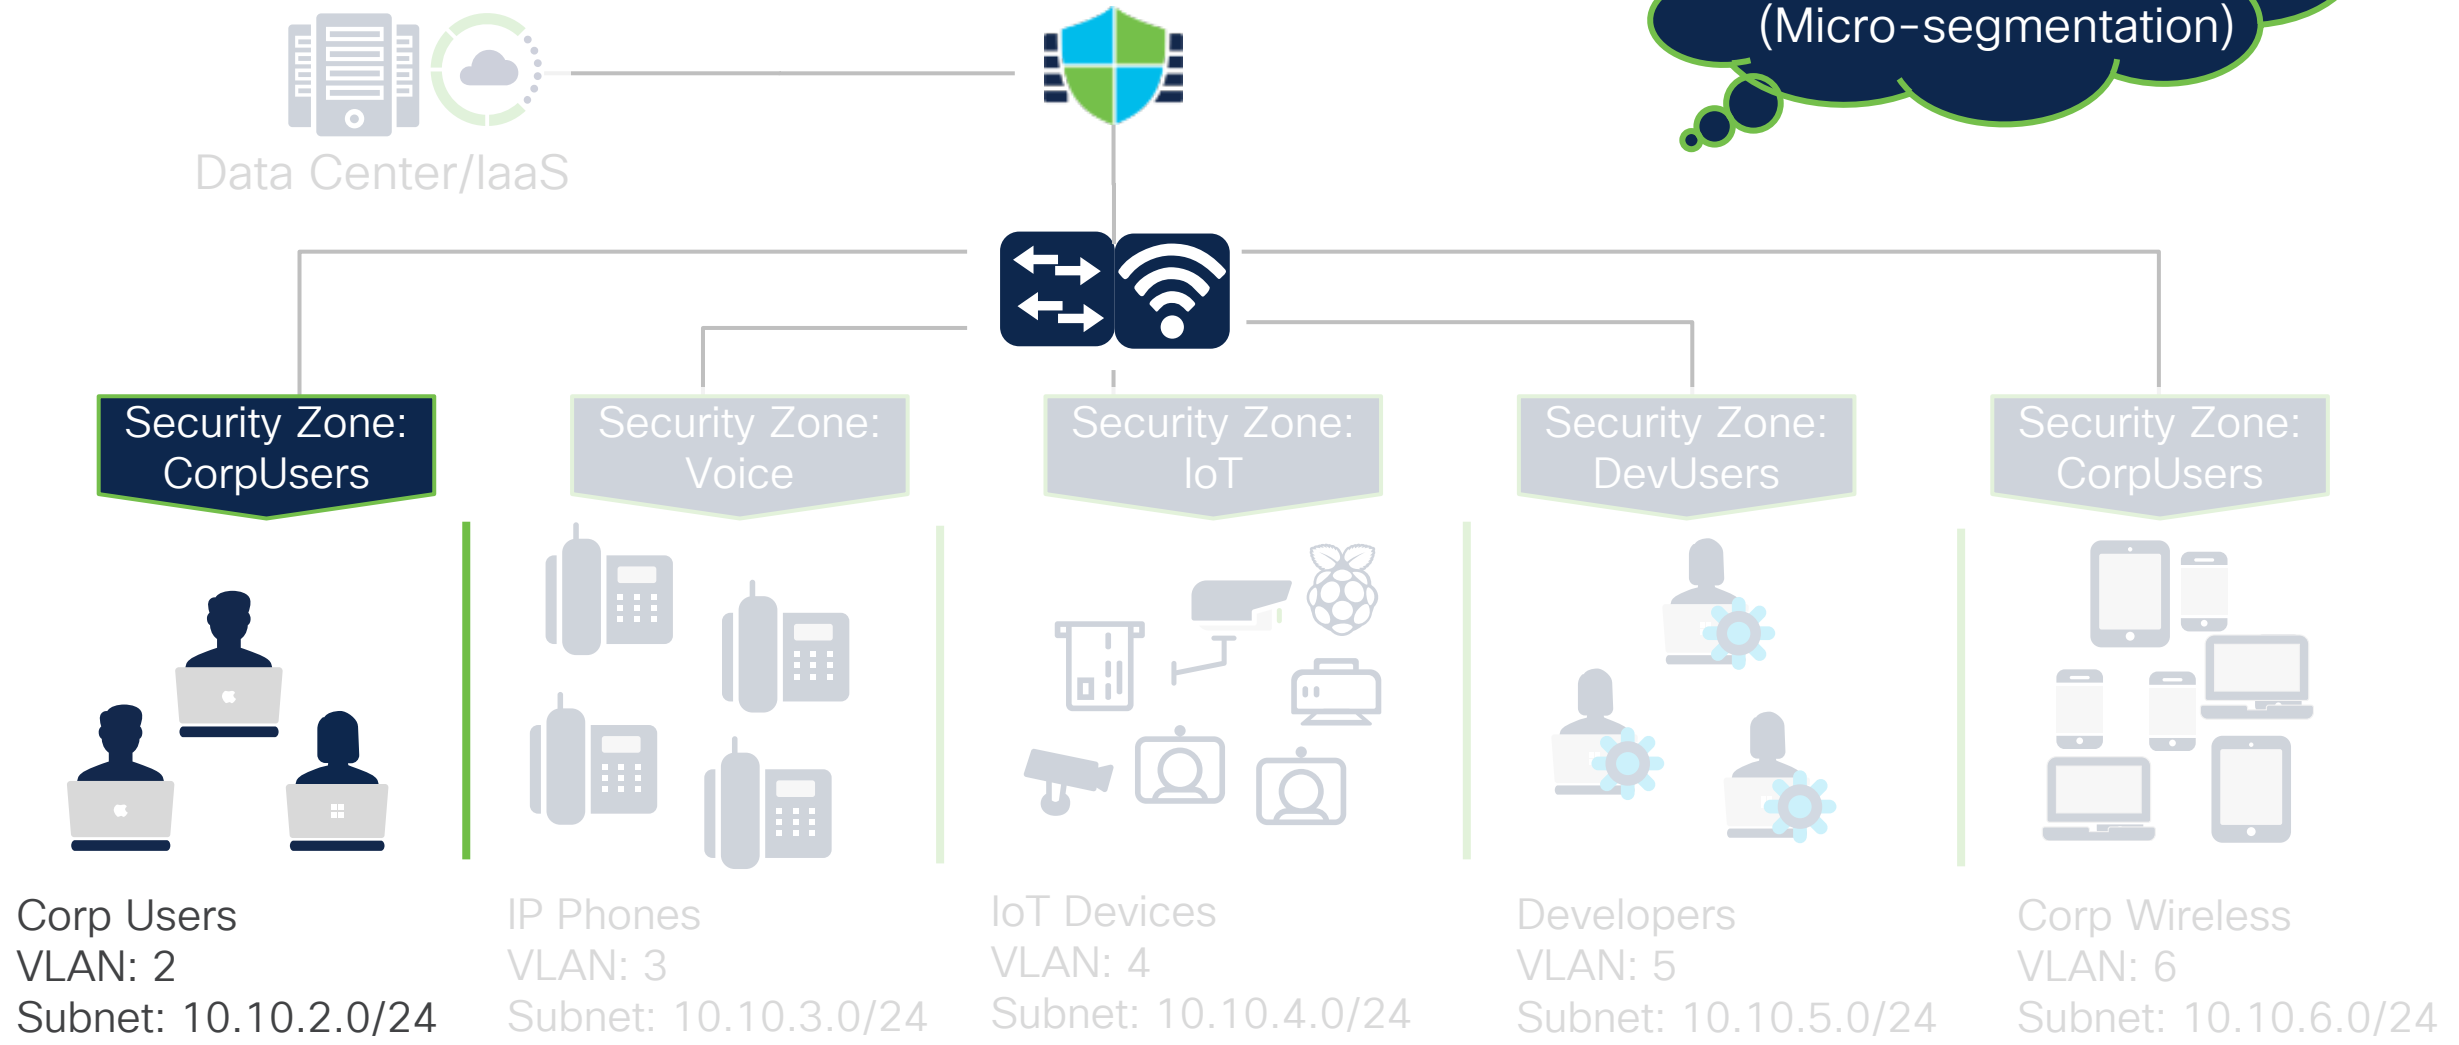 (Micro-segmentation)
Data Center/IaaS
Security Zone:
CorpUsers
Security Zone:
Voice
Security Zone:
IoT
Security Zone:
DevUsers
Security Zone:
CorpUsers
Corp Users
VLAN: 2
Subnet: 10.10.2.0/24
IP Phones
VLAN: 3
Subnet: 10.10.3.0/24
IoT Devices
VLAN: 4
Subnet: 10.10.4.0/24
Developers
VLAN: 5
Subnet: 10.10.5.0/24
Corp Wireless
VLAN: 6
Subnet: 10.10.6.0/24